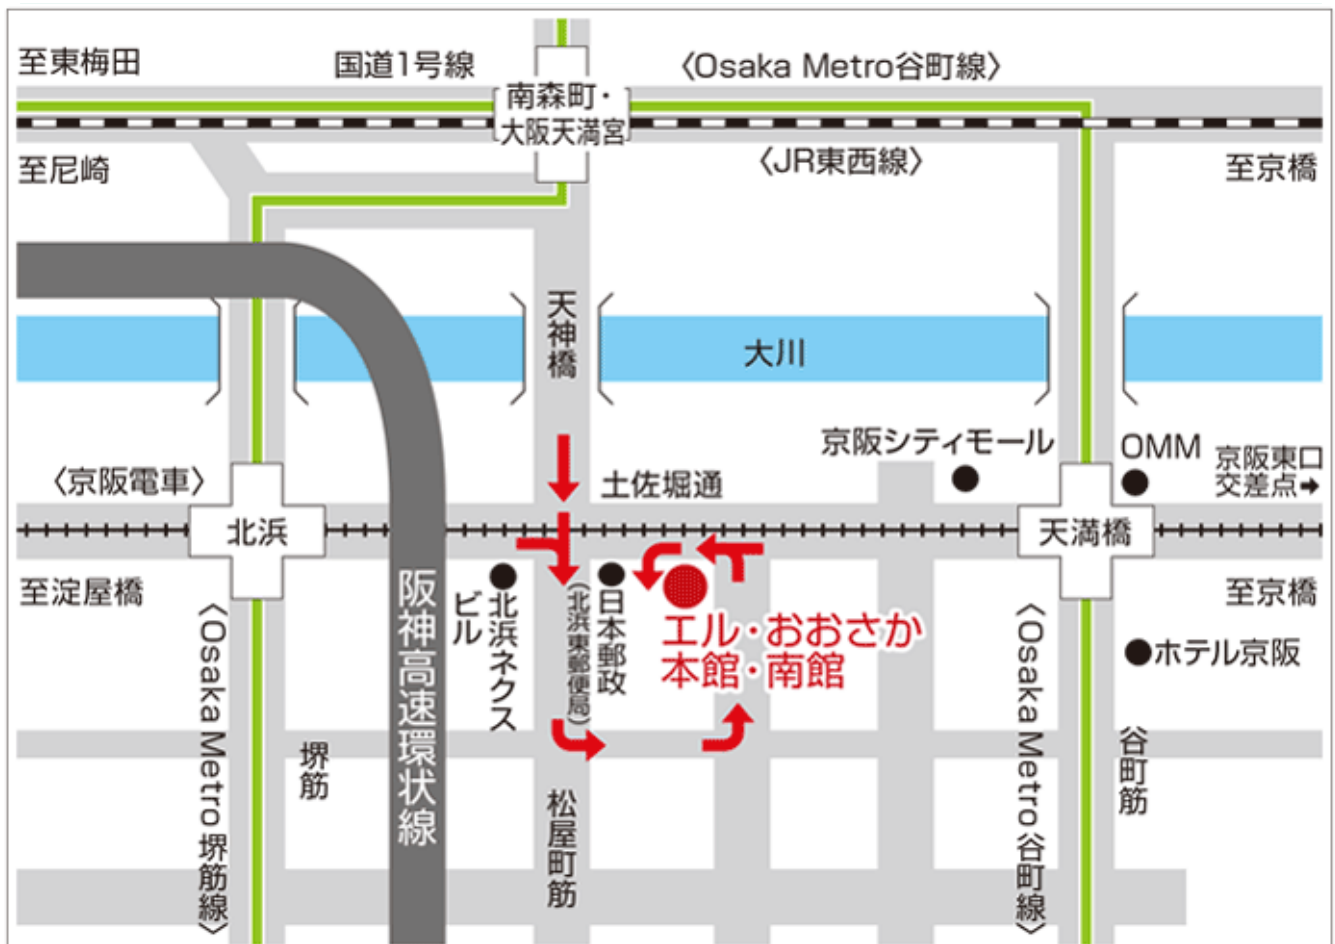 至東梅田
国道1号線
〈Osaka Metro谷町線〉
南森町・
大阪天満宮
至尼崎
〈JR東西線〉
至京橋
天神橋
大川
京阪シティモール
OMM
京阪東口
交差点➡
〈京阪電車〉
土佐堀通
北浜
天満橋
至淀屋橋
至京橋
阪神高速環状線
北浜ネクス
ビル
日本郵政
(北浜東郵便局)
エル・おおさか
本館・南館
ホテル京阪
〈Osaka Metro 堺筋線〉
堺筋
松屋町筋
〈Osaka Metro 谷町線〉
谷町筋